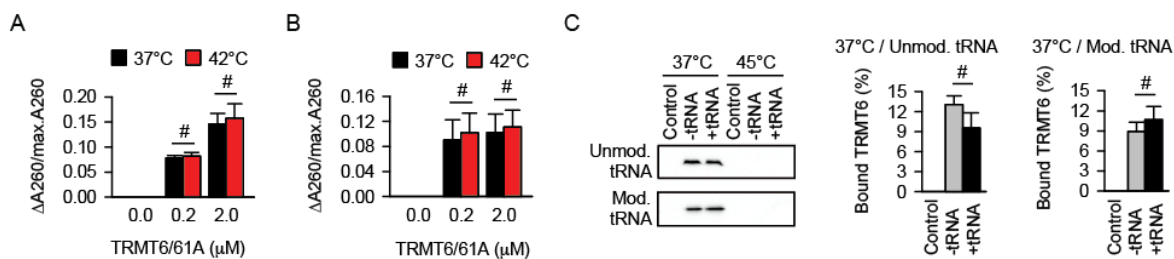 A
37°C 42°C
ΔA260/max.A260
0.20
0.15
0.10
0.05
0.00
# #
0.0 0.2 2.0
TRMT6/61A (μM)
B
37°C 42°C
ΔA260/max.A260
0.16
0.12
0.08
0.04
0.00
# #
0.0 0.2 2.0
TRMT6/61A (μM)
C
37°C 45°C
Control
-tRNA
+tRNA
Control
-tRNA
+tRNA
Unmod.
tRNA
Mod.
tRNA
37°C / Unmod. tRNA
Bound TRMT6 (%)
15
12
9
6
3
0
#
Control
-tRNA
+tRNA
37°C / Mod. tRNA
Bound TRMT6 (%)
15
12
9
6
3
0
#
Control
-tRNA
+tRNA